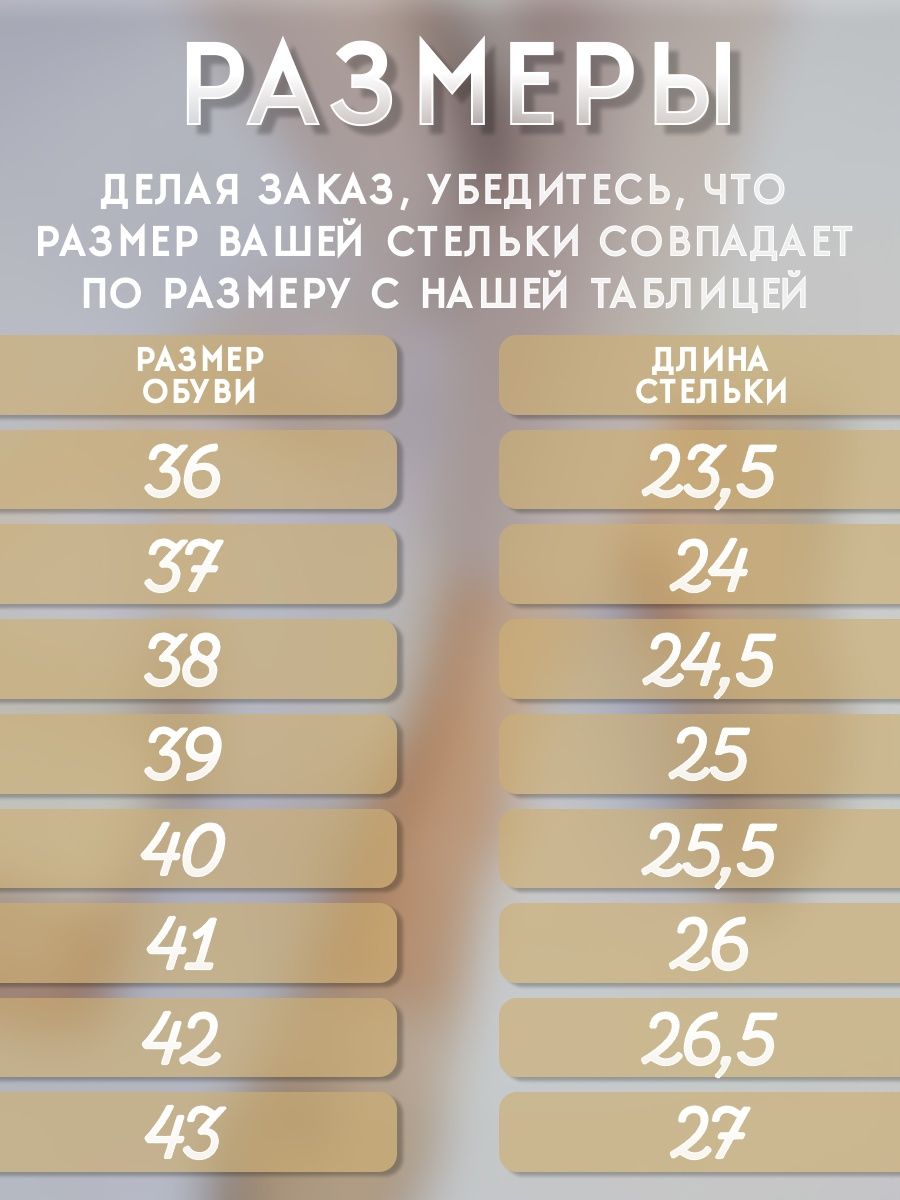 РАЗМЕРЫ
ДЕЛАЯ ЗАКАЗ, УБЕДИТЕСЬ, ЧТО
РАЗМЕР ВАШЕЙ СТЕЛЬКИ СОВПАДАЕТ
ПО РАЗМЕРУ С НАШЕЙ ТАБЛИЦЕЙ
РАЗМЕР ДЛИНА
ОБУВИ СТЕЛЬКИ
36 23,5
37 24
38 24,5
39 25
40 25,5
41 26
42 26,5
43 27